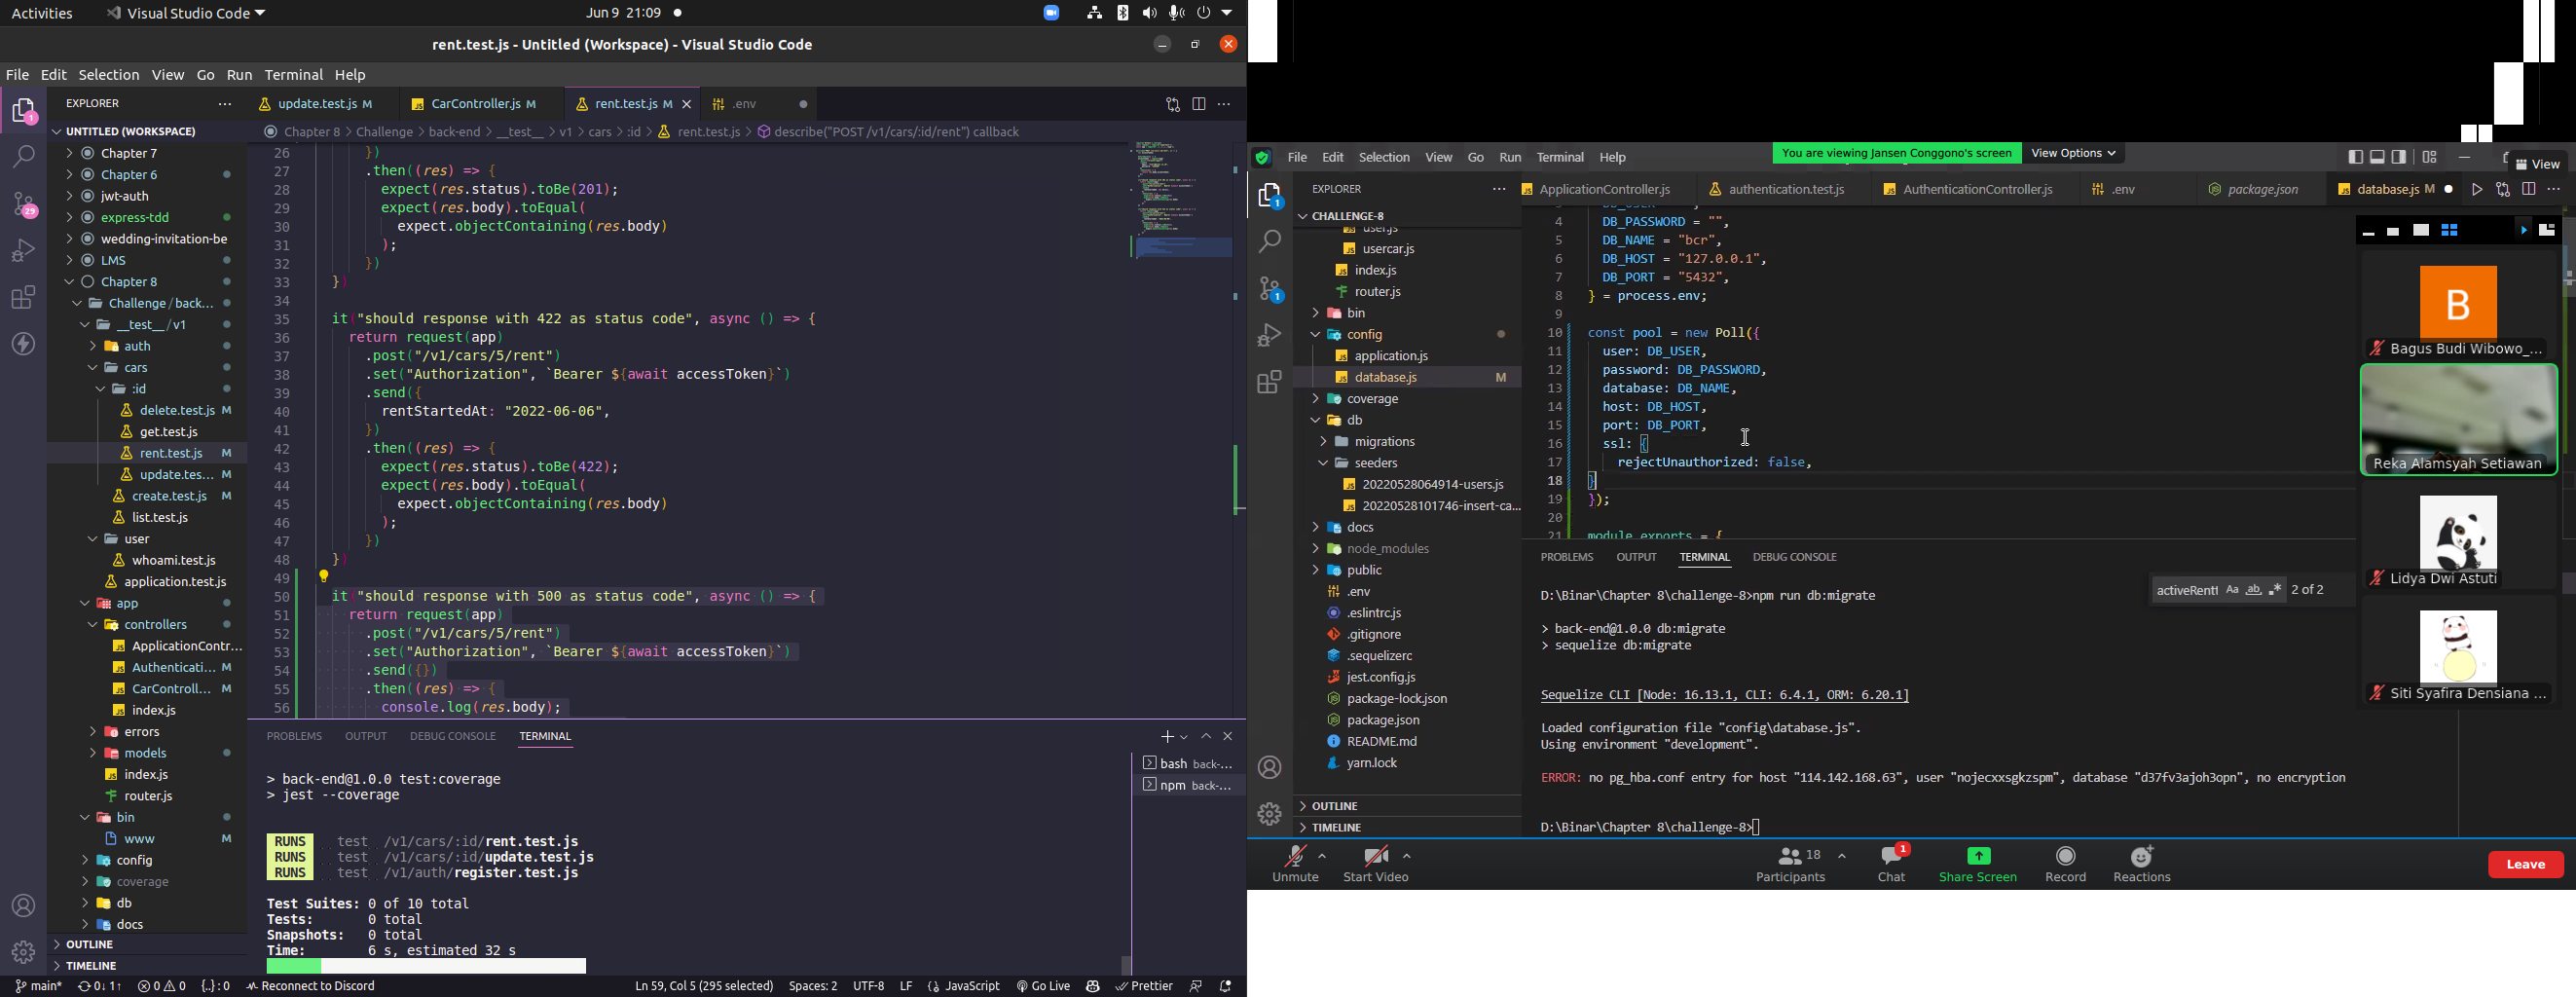 Activities
Visual Studio Code
Jun 9 21:09
rent.test.js - Untitled (Workspace) - Visual Studio Code
File Edit Selection View Go Run Terminal Help
EXPLORER
update.test.js M
CarController.js M
rent.test.js M
.env
Chapter 8 > Challenge > back-end > __test__ > v1 > cars > :id > rent.test.js > describe("POST /v1/cars/:id/rent") callback
UNTITLED (WORKSPACE)
Chapter 7
Chapter 6
jwt-auth
express-tdd
wedding-invitation-be
LMS
Chapter 8
Challenge/back...
__test__/v1
auth
cars
:id
delete.test.js M
get.test.js
rent.test.js M
update.tes... M
create.test.js M
list.test.js
user
whoami.test.js
application.test.js
app
controllers
ApplicationContr...
Authenticati... M
CarControll... M
index.js
errors
models
index.js
router.js
bin
www M
config
coverage
db
docs
OUTLINE
TIMELINE
26 })
27 .then((res) => {
28 expect(res.status).toBe(201);
29 expect(res.body).toEqual(
30 expect.objectContaining(res.body)
31 );
32 })
33 })
34
35 it("should response with 422 as status code", async () => {
36 return request(app)
37 .post("/v1/cars/5/rent")
38 .set("Authorization", `Bearer ${await accessToken}`)
39 .send({
40 rentStartedAt: "2022-06-06",
41 })
42 .then((res) => {
43 expect(res.status).toBe(422);
44 expect(res.body).toEqual(
45 expect.objectContaining(res.body)
46 );
47 })
48 })
49
50 it("should response with 500 as status code", async () => {
51 return request(app)
52 .post("/v1/cars/5/rent")
53 .set("Authorization", `Bearer ${await accessToken}`)
54 .send({})
55 .then((res) => {
56 console.log(res.body);
PROBLEMS OUTPUT DEBUG CONSOLE TERMINAL
bash back-...
npm back-...
> back-end@1.0.0 test:coverage
> jest --coverage
RUNS test /v1/cars/:id/rent.test.js
RUNS test /v1/cars/:id/update.test.js
RUNS test /v1/auth/register.test.js
Test Suites: 0 of 10 total
Tests: 0 total
Snapshots: 0 total
Time: 6 s, estimated 32 s
main* 0↓ 1↑ 0 0 {..}: 0 Reconnect to Discord
Ln 59, Col 5 (295 selected) Spaces: 2 UTF-8 LF JavaScript Go Live Prettier
File Edit Selection View Go Run Terminal Help
You are viewing Jansen Conggono's screen
View Options
View
EXPLORER
ApplicationController.js
authentication.test.js
AuthenticationController.js
.env
package.json
database.js M
CHALLENGE-8
user.js
usercar.js
index.js
router.js
bin
config
application.js
database.js M
coverage
db
migrations
seeders
20220528064914-users.js
20220528101746-insert-ca...
docs
node_modules
public
.env
.eslintrc.js
.gitignore
.sequelizerc
jest.config.js
package-lock.json
package.json
README.md
yarn.lock
OUTLINE
TIMELINE
4 DB_PASSWORD = "",
5 DB_NAME = "bcr",
6 DB_HOST = "127.0.0.1",
7 DB_PORT = "5432",
8 } = process.env;
9
10 const pool = new Poll({
11 user: DB_USER,
12 password: DB_PASSWORD,
13 database: DB_NAME,
14 host: DB_HOST,
15 port: DB_PORT,
16 ssl: {
17 rejectUnauthorized: false,
18 }
19 });
20
21 module.exports = {
PROBLEMS OUTPUT TERMINAL DEBUG CONSOLE
activeRent Aa ab 2 of 2
D:\Binar\Chapter 8\challenge-8>npm run db:migrate
> back-end@1.0.0 db:migrate
> sequelize db:migrate
Sequelize CLI [Node: 16.13.1, CLI: 6.4.1, ORM: 6.20.1]
Loaded configuration file "config\database.js".
Using environment "development".
ERROR: no pg_hba.conf entry for host "114.142.168.63", user "nojecxxsgkzspm", database "d37fv3ajoh3opn", no encryption
D:\Binar\Chapter 8\challenge-8>
B
Bagus Budi Wibowo_...
Reka Alamsyah Setiawan
Lidya Dwi Astuti
Siti Syafira Densiana ...
Unmute
Start Video
18
Participants
1
Chat
Share Screen
Record
Reactions
Leave